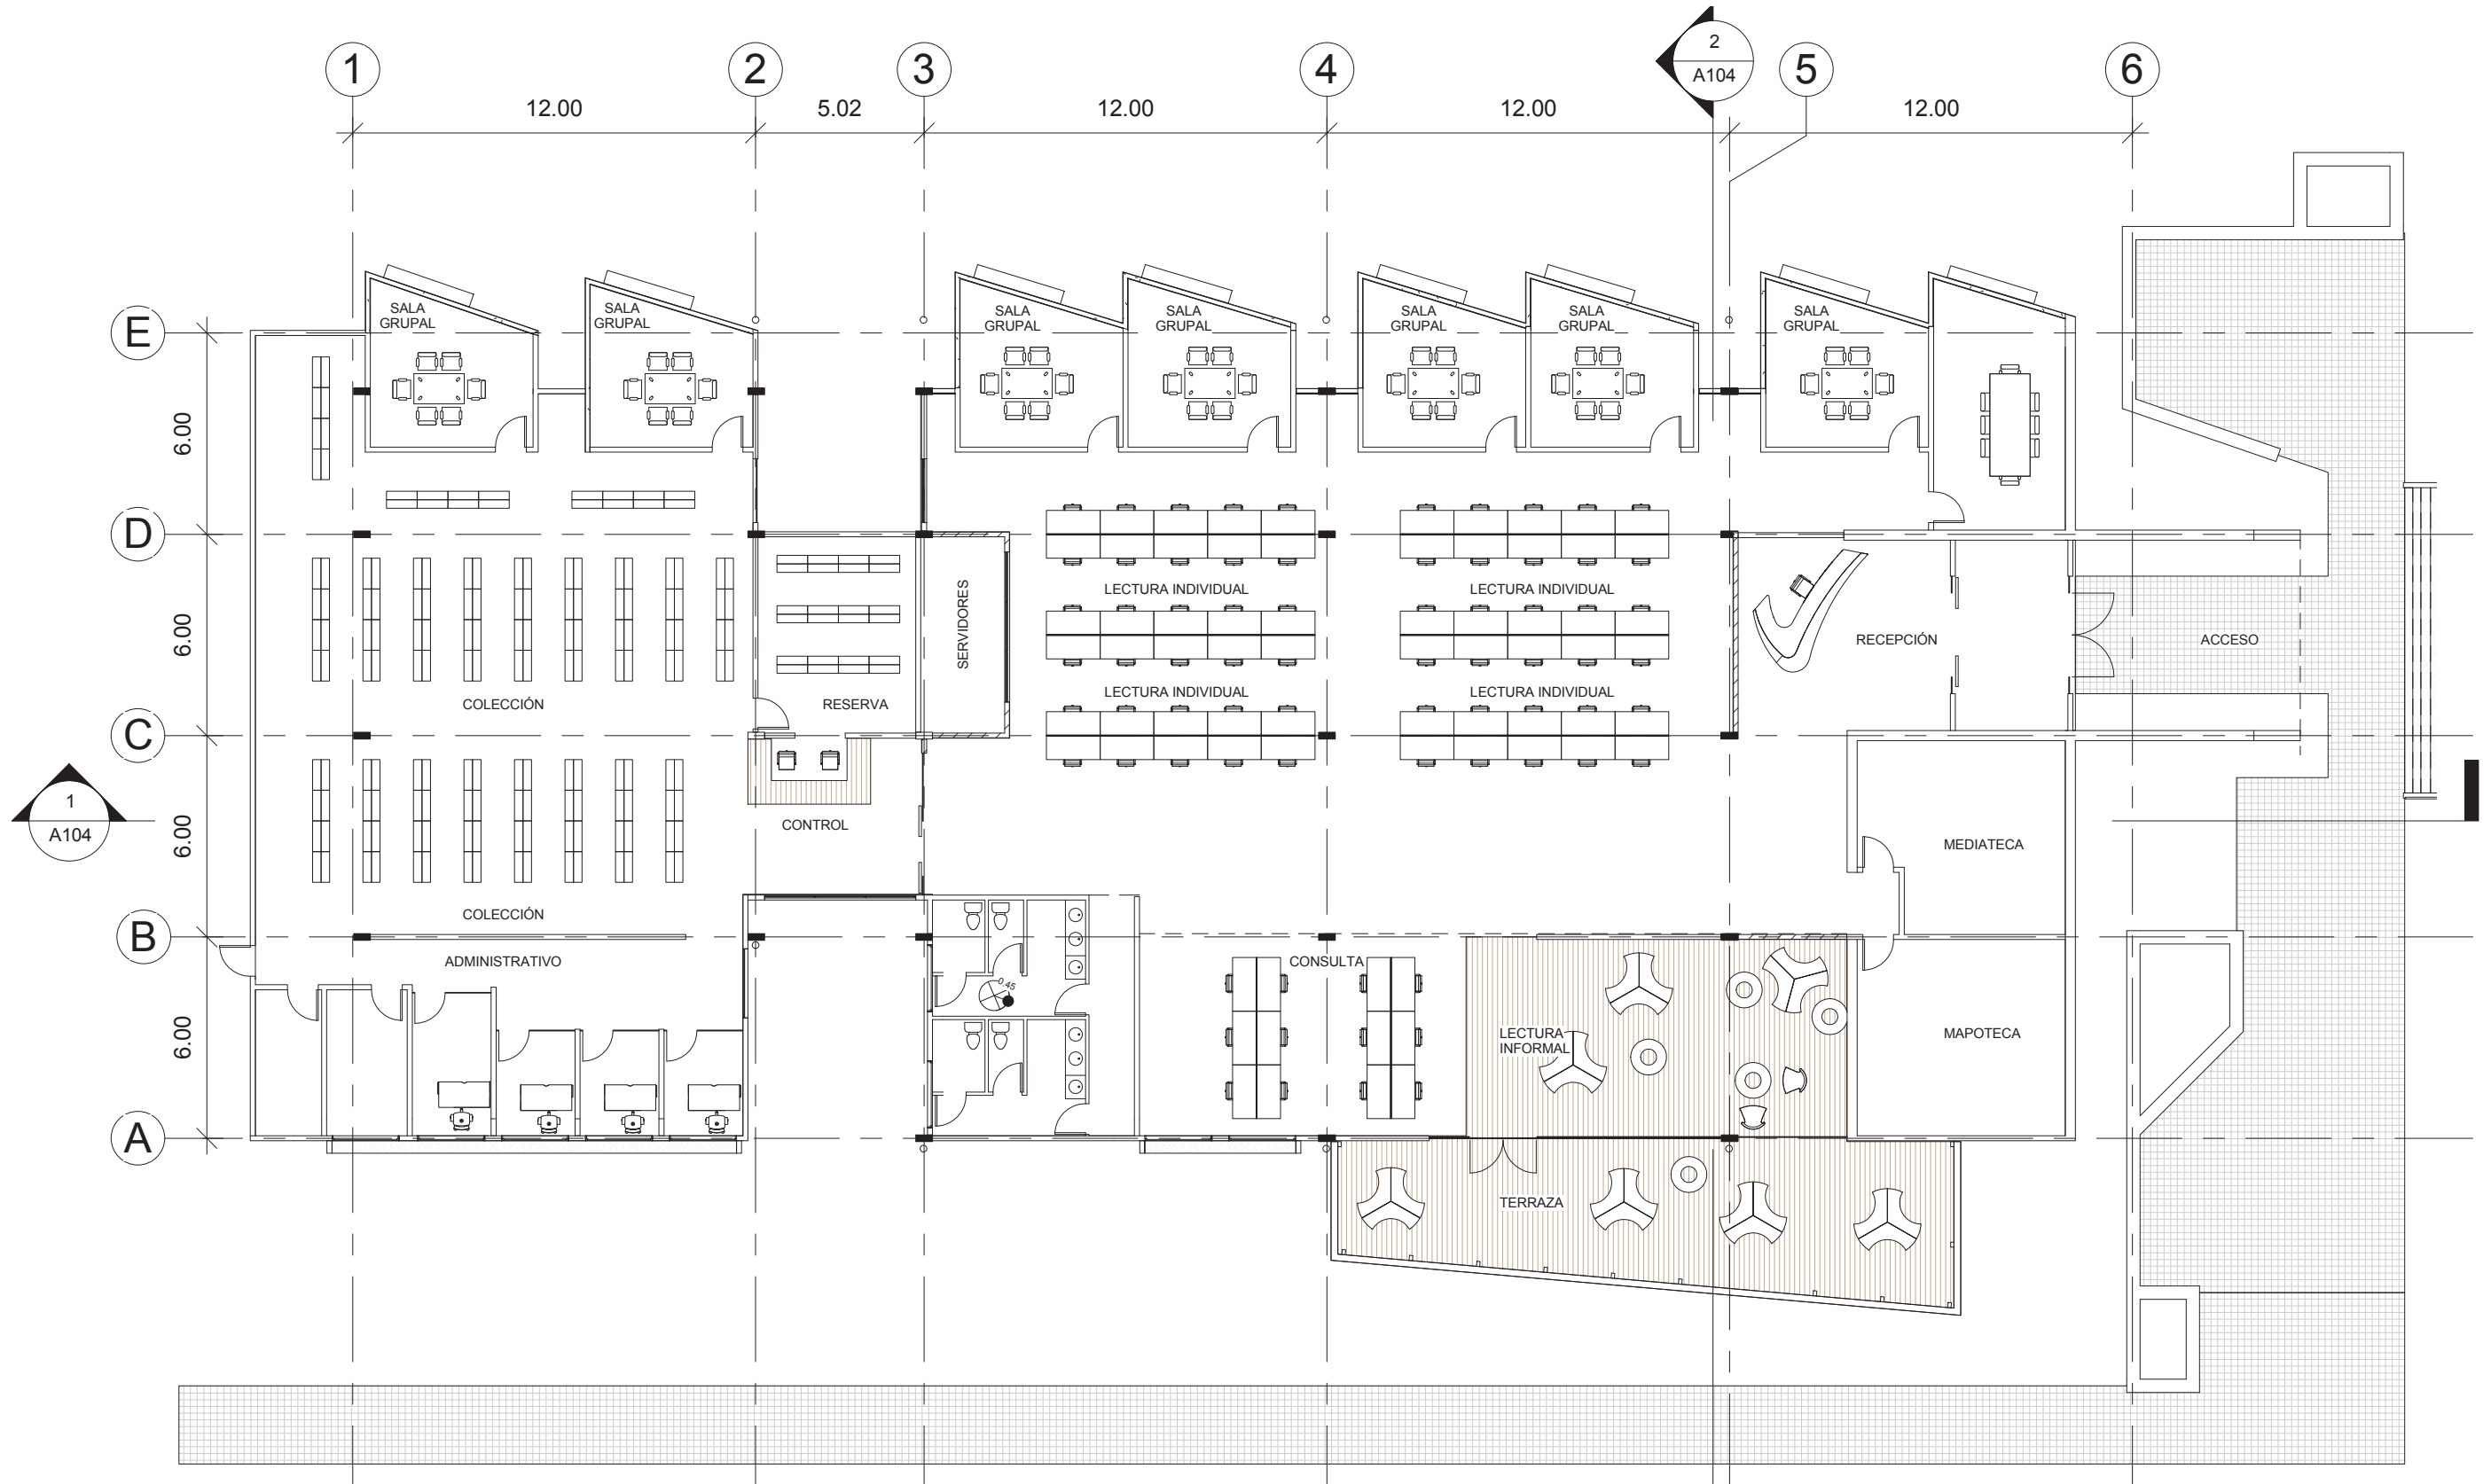 1
2
3
4
2
A104
5
6
12.00
5.02
12.00
12.00
12.00
E
D
C
B
A
6.00
6.00
6.00
6.00
1
A104
SALA
GRUPAL
SALA
GRUPAL
SALA
GRUPAL
SALA
GRUPAL
SALA
GRUPAL
SALA
GRUPAL
SALA
GRUPAL
LECTURA INDIVIDUAL
LECTURA INDIVIDUAL
SERVIDORES
RECEPCIÓN
ACCESO
LECTURA INDIVIDUAL
LECTURA INDIVIDUAL
COLECCIÓN
RESERVA
CONTROL
MEDIATECA
COLECCIÓN
ADMINISTRATIVO
CONSULTA
0.45
LECTURA
INFORMAL
MAPOTECA
TERRAZA